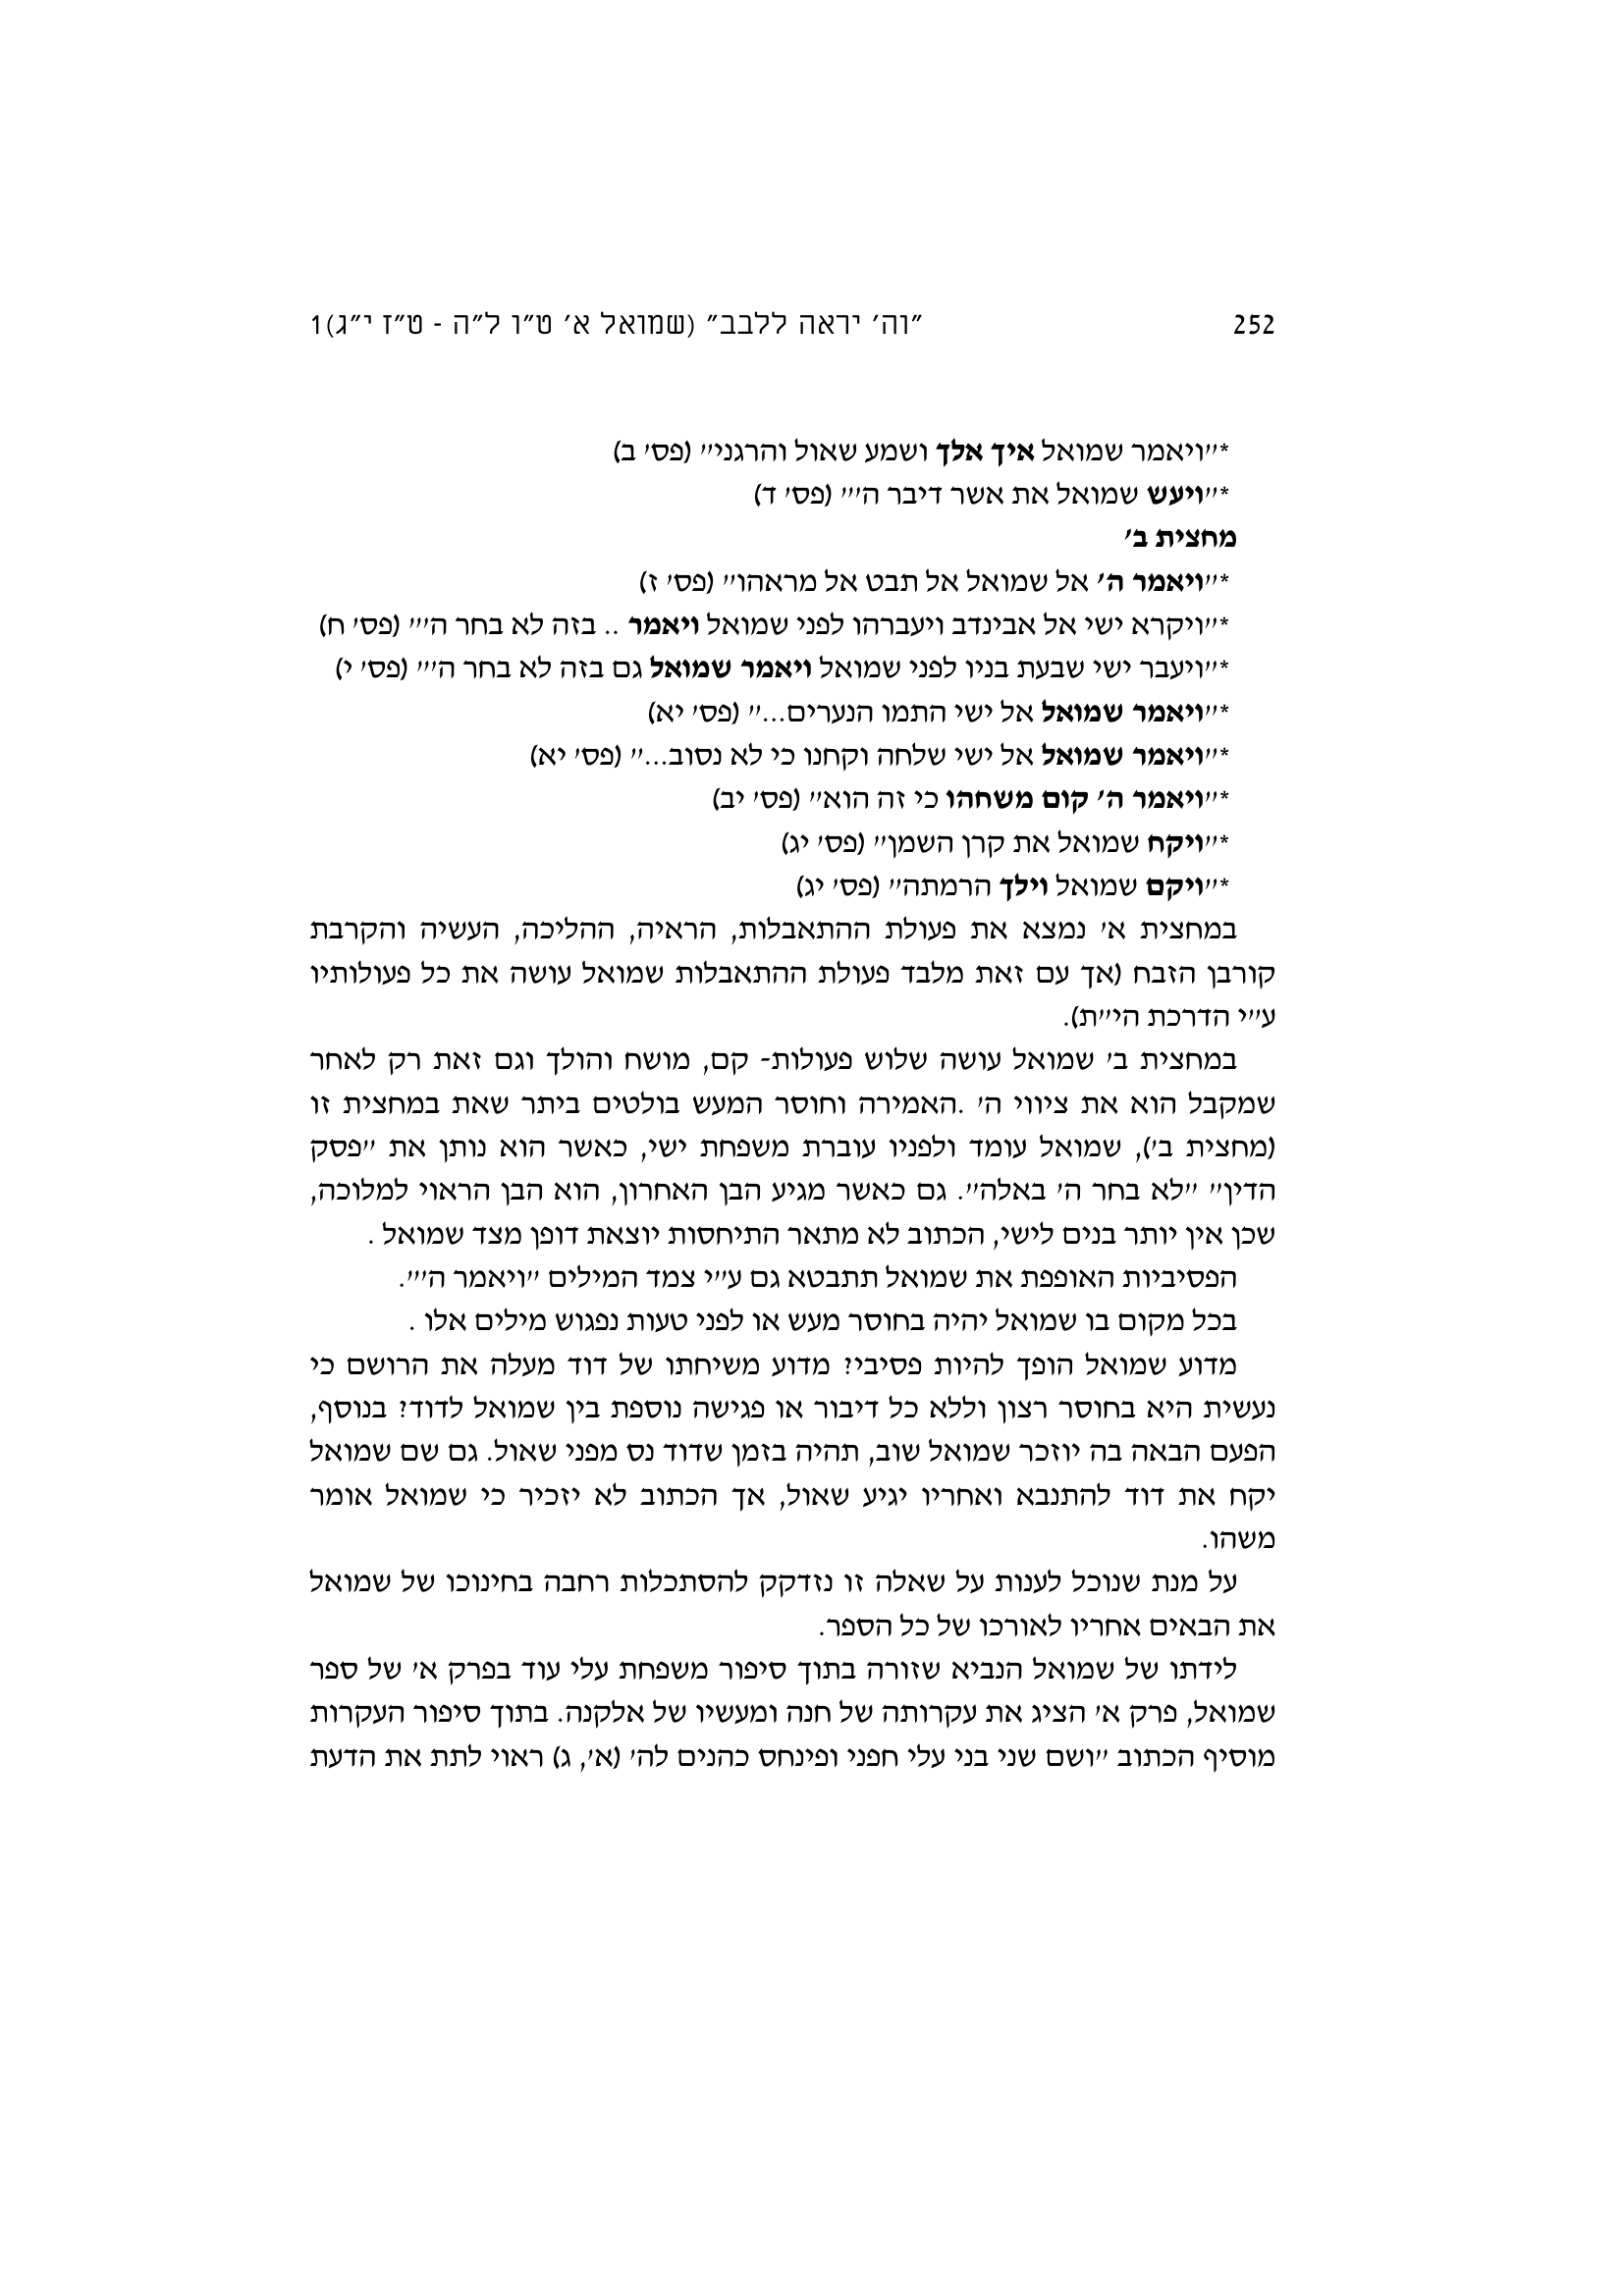 252 "וה' יראה ללבב" (שמואל א' ט"ו ל"ה - ט"ז י"ג)1
*"ויאמר שמואל איך אלך ושמע שאול והרגני" (פס' ב)
*"ויעש שמואל את אשר דיבר ה'" (פס' ד)
מחצית ב'
*"ויאמר ה' אל שמואל אל תבט אל מראהו" (פס' ז)
*"ויקרא ישי אל אבינדב ויעברהו לפני שמואל ויאמר .. בזה לא בחר ה'" (פס' ח)
*"ויעבר ישי שבעת בניו לפני שמואל ויאמר שמואל גם בזה לא בחר ה'" (פס' י)
*"ויאמר שמואל אל ישי התמו הנערים..." (פס' יא)
*"ויאמר שמואל אל ישי שלחה וקחנו כי לא נסוב..." (פס' יא)
*"ויאמר ה' קום משחהו כי זה הוא" (פס' יב)
*"ויקח שמואל את קרן השמן" (פס' יג)
*"ויקם שמואל וילך הרמתה" (פס' יג)
במחצית א' נמצא את פעולת ההתאבלות, הראיה, ההליכה, העשיה והקרבת
קורבן הזבח (אך עם זאת מלבד פעולת ההתאבלות שמואל עושה את כל פעולותיו
ע"י הדרכת הי"ת).
במחצית ב' שמואל עושה שלוש פעולות- קם, מושח והולך וגם זאת רק לאחר
שמקבל הוא את ציווי ה' .האמירה וחוסר המעש בולטים ביתר שאת במחצית זו
(מחצית ב'), שמואל עומד ולפניו עוברת משפחת ישי, כאשר הוא נותן את "פסק
הדין" "לא בחר ה' באלה". גם כאשר מגיע הבן האחרון, הוא הבן הראוי למלוכה,
שכן אין יותר בנים לישי, הכתוב לא מתאר התיחסות יוצאת דופן מצד שמואל .
הפסיביות האופפת את שמואל תתבטא גם ע"י צמד המילים "ויאמר ה'".
בכל מקום בו שמואל יהיה בחוסר מעש או לפני טעות נפגוש מילים אלו .
מדוע שמואל הופך להיות פסיבי? מדוע משיחתו של דוד מעלה את הרושם כי
נעשית היא בחוסר רצון וללא כל דיבור או פגישה נוספת בין שמואל לדוד? בנוסף,
הפעם הבאה בה יוזכר שמואל שוב, תהיה בזמן שדוד נס מפני שאול. גם שם שמואל
יקח את דוד להתנבא ואחריו יגיע שאול, אך הכתוב לא יזכיר כי שמואל אומר
משהו.
על מנת שנוכל לענות על שאלה זו נזדקק להסתכלות רחבה בחינוכו של שמואל
את הבאים אחריו לאורכו של כל הספר.
לידתו של שמואל הנביא שזורה בתוך סיפור משפחת עלי עוד בפרק א' של ספר
שמואל, פרק א' הציג את עקרותה של חנה ומעשיו של אלקנה. בתוך סיפור העקרות
מוסיף הכתוב "ושם שני בני עלי חפני ופינחס כהנים לה' (א', ג) ראוי לתת את הדעת